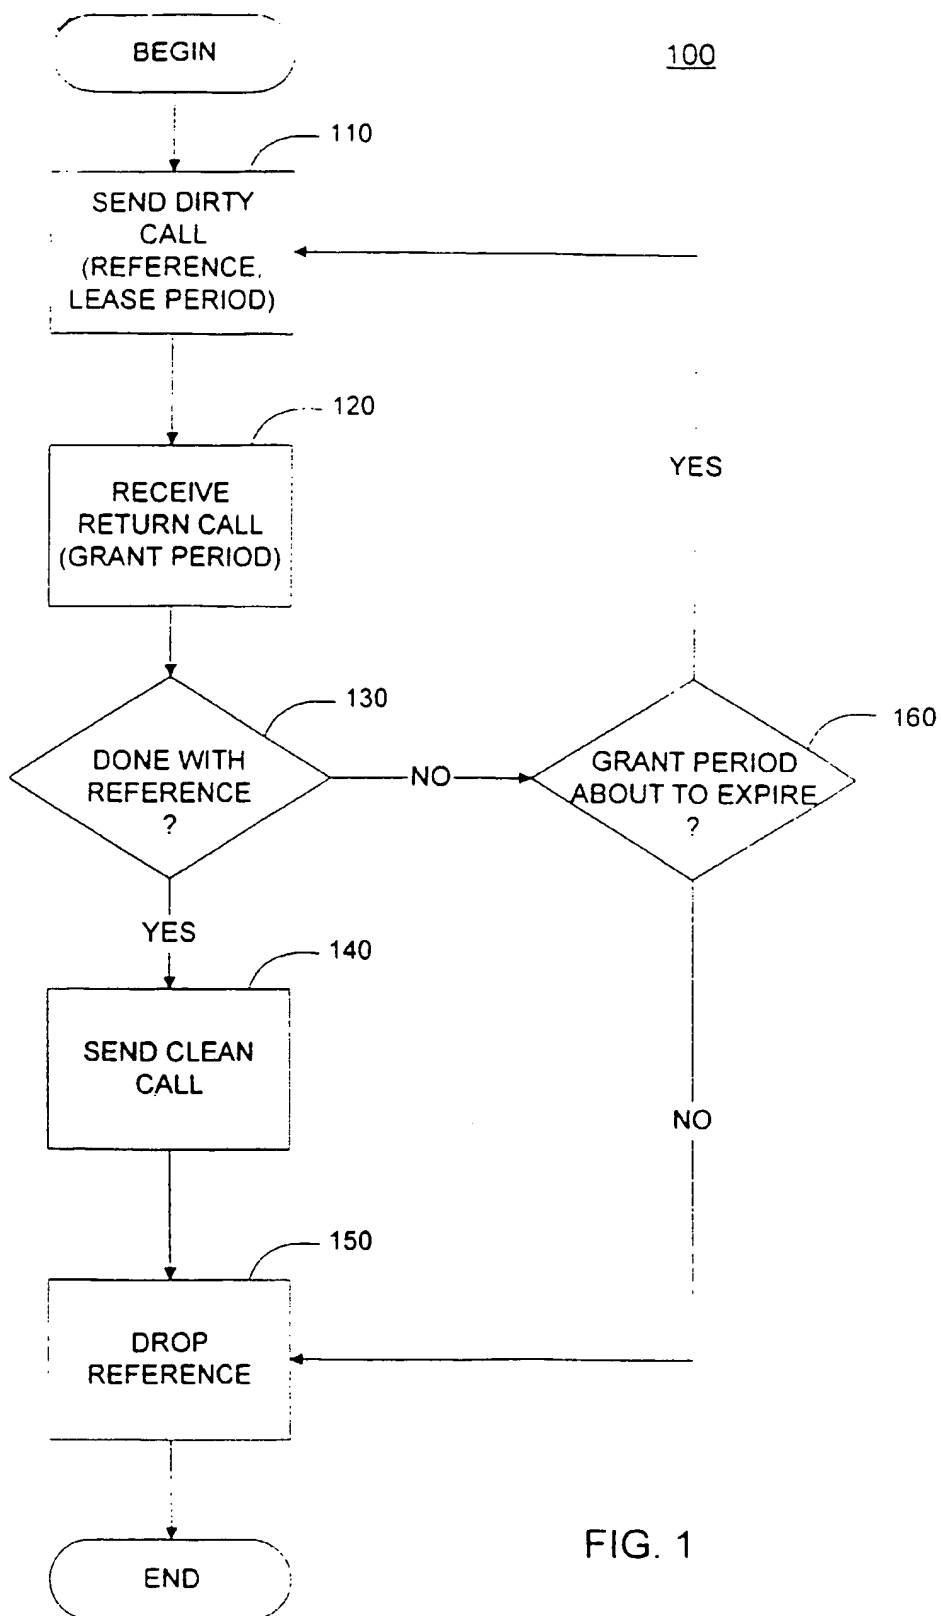 BEGIN
100
110
SEND DIRTY
CALL
(REFERENCE,
LEASE PERIOD)
120
RECEIVE
RETURN CALL
(GRANT PERIOD)
YES
130
DONE WITH
REFERENCE
?
NO
160
GRANT PERIOD
ABOUT TO EXPIRE
?
YES
140
SEND CLEAN
CALL
NO
150
DROP
REFERENCE
END
FIG. 1